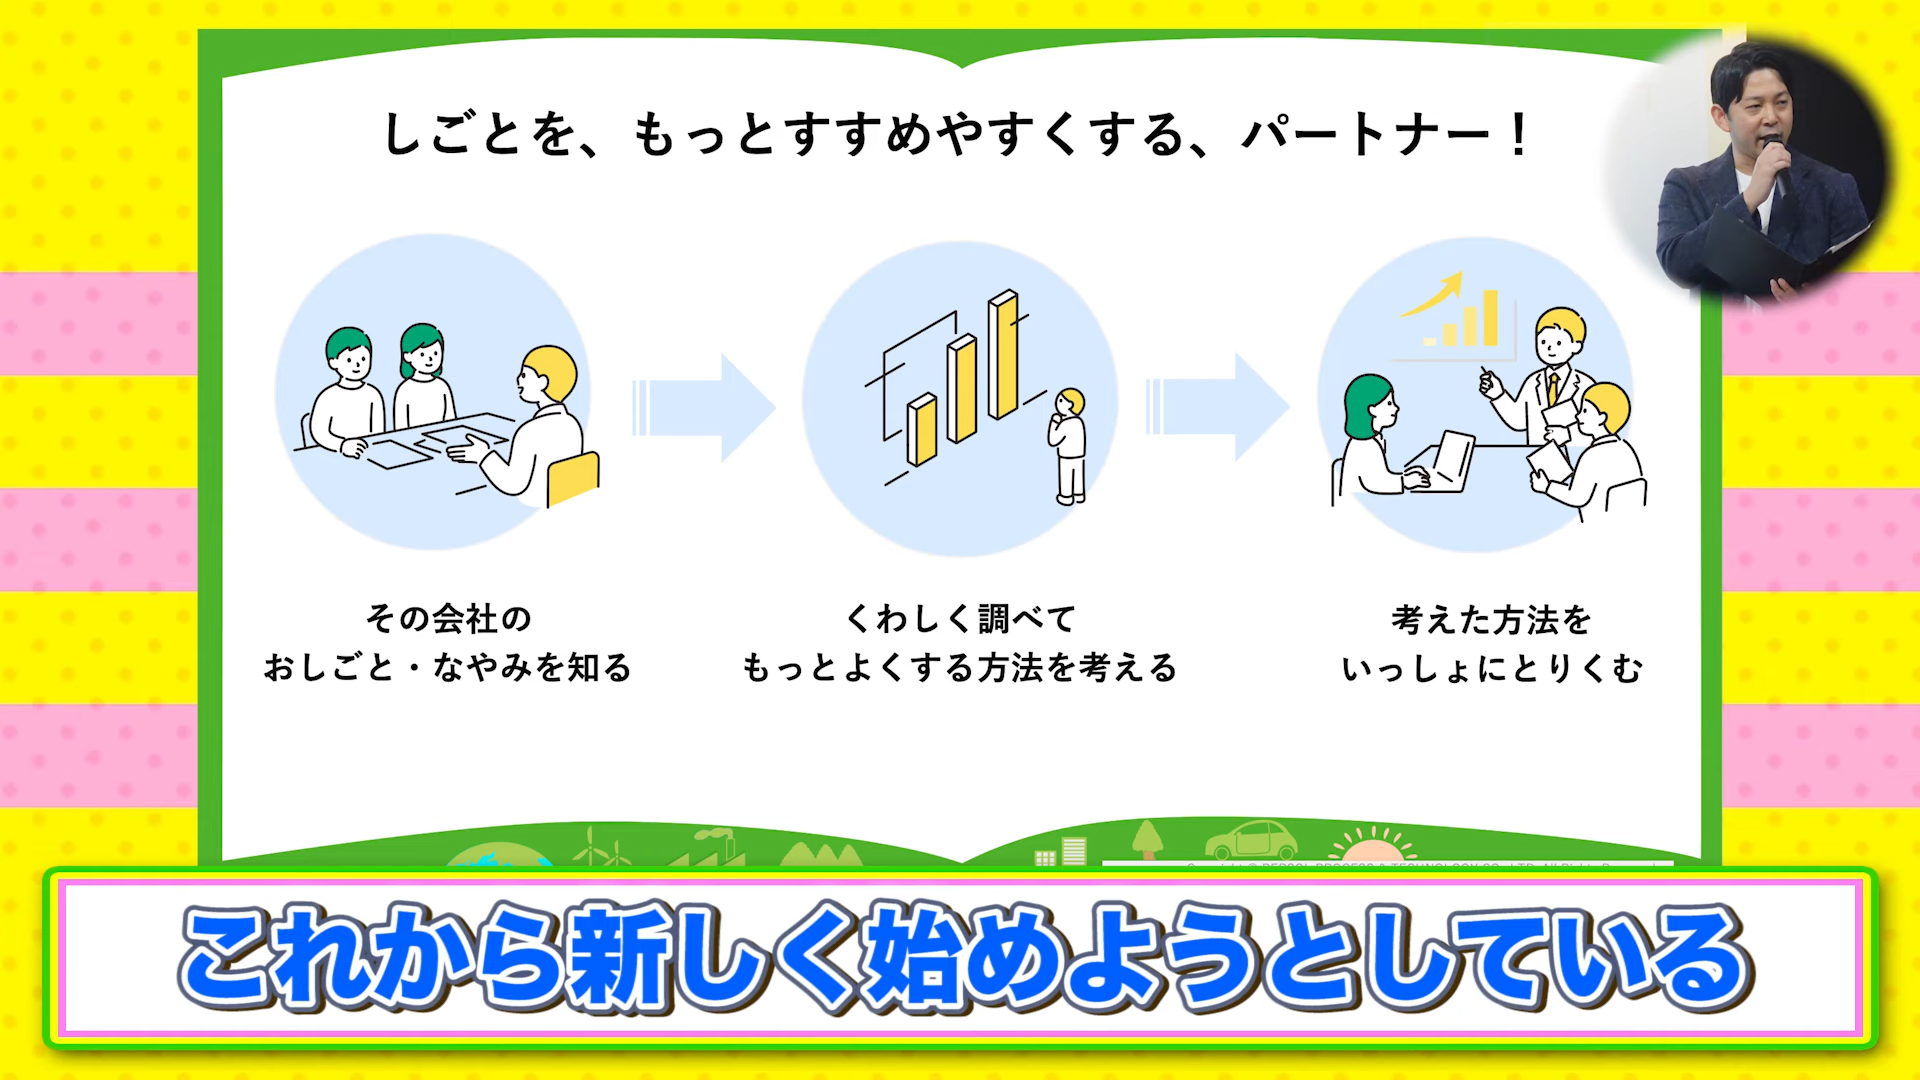 しごとを、もっとすすめやすくする、パートナー！
その会社の
おしごと・なやみを知る
くわしく調べて
もっとよくする方法を考える
考えた方法を
いっしょにとりくむ
これから新しく始めようとしている